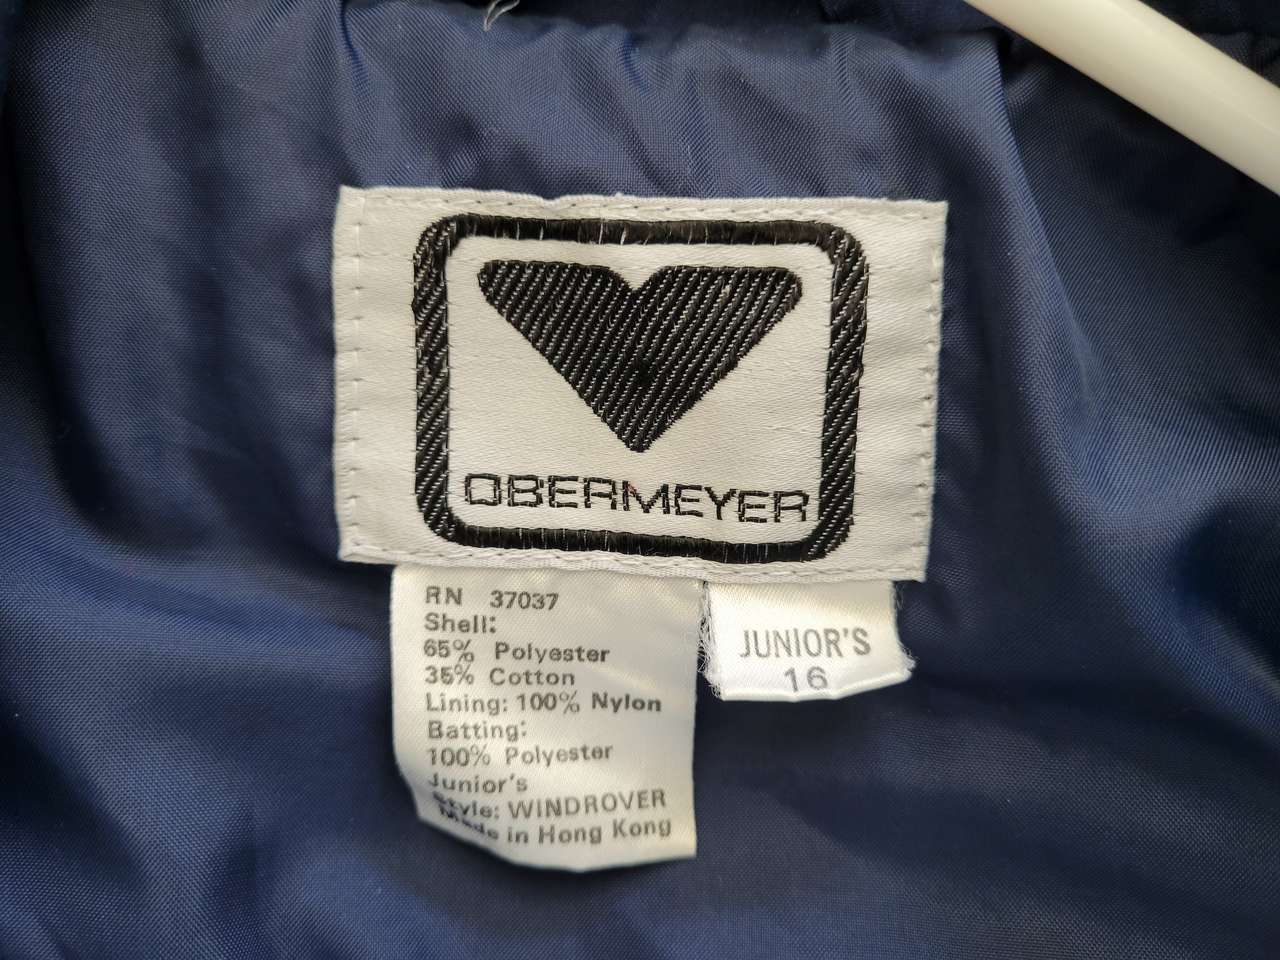 OBERMEYER
RN 37037
Shell:
65% Polyester
35% Cotton
Lining: 100% Nylon
Batting:
100% Polyester
Junior's
Style: WINDROVER
Made in Hong Kong
JUNIOR'S
16